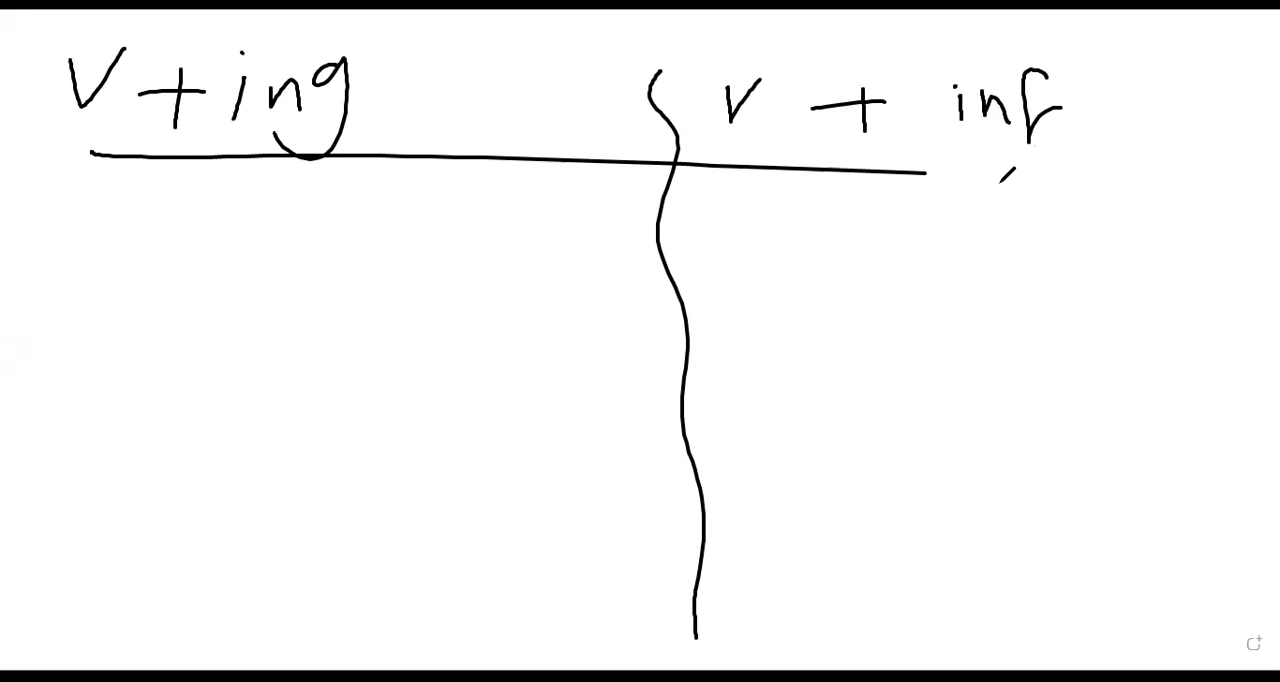 V + ing
V + inf